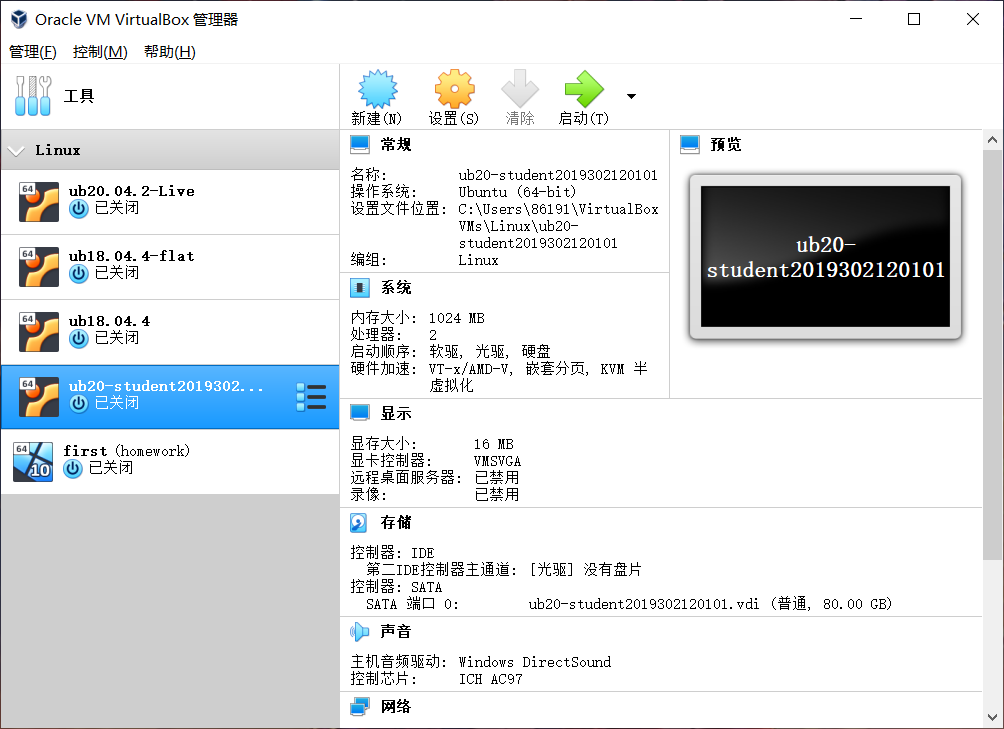 Oracle VM VirtualBox 管理器
管理(F) 控制(M) 帮助(H)
工具
新建(N) 设置(S) 清除 启动(T)
Linux
64
ub20.04.2-Live
已关闭
64
ub18.04.4-flat
已关闭
64
ub18.04.4
已关闭
64
ub20-student2019302...
已关闭
64
10
first (homework)
已关闭
常规
名称: ub20-student2019302120101
操作系统: Ubuntu (64-bit)
设置文件位置: C:\Users\86191\VirtualBox
VMs\Linux\ub20-
student2019302120101
编组: Linux
预览
ub20-
student2019302120101
系统
内存大小: 1024 MB
处理器: 2
启动顺序: 软驱, 光驱, 硬盘
硬件加速: VT-x/AMD-V, 嵌套分页, KVM 半
虚拟化
显示
显存大小: 16 MB
显卡控制器: VMSVGA
远程桌面服务器: 已禁用
录像: 已禁用
存储
控制器: IDE
第二IDE控制器主通道: [光驱] 没有盘片
控制器: SATA
SATA 端口 0: ub20-student2019302120101.vdi (普通, 80.00 GB)
声音
主机音频驱动: Windows DirectSound
控制芯片: ICH AC97
网络